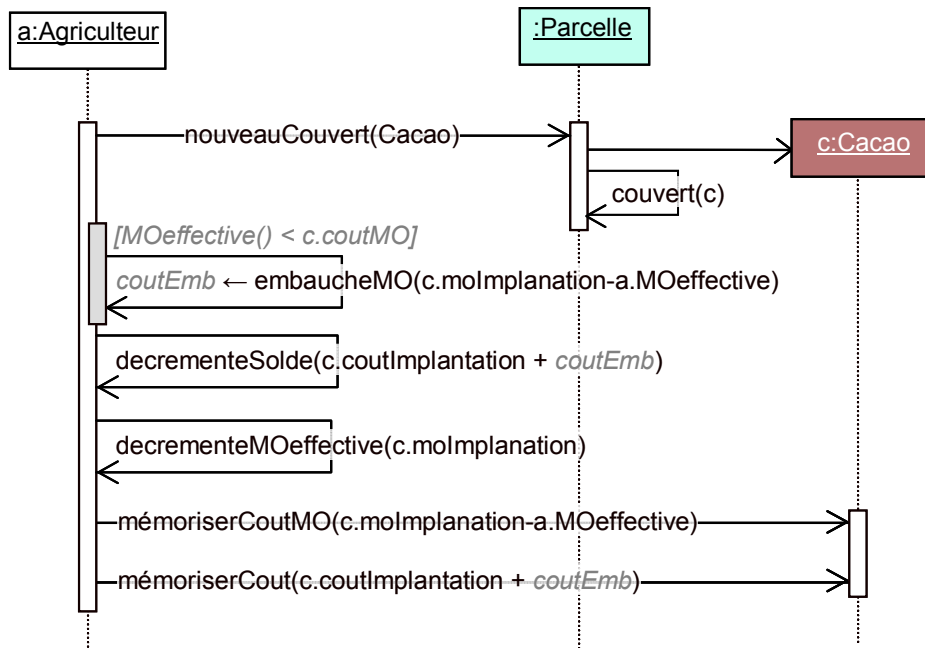 a:Agriculteur
:Parcelle
c:Cacao
nouveauCouvert(Cacao)
couvert(c)
[MOeffective() < c.coutMO]
coutEmb ← embaucheMO(c.moImplanation-a.MOeffective)
decrementeSolde(c.coutImplantation + coutEmb)
decrementeMOeffective(c.moImplanation)
mémoriserCoutMO(c.moImplanation-a.MOeffective)
mémoriserCout(c.coutImplantation + coutEmb)